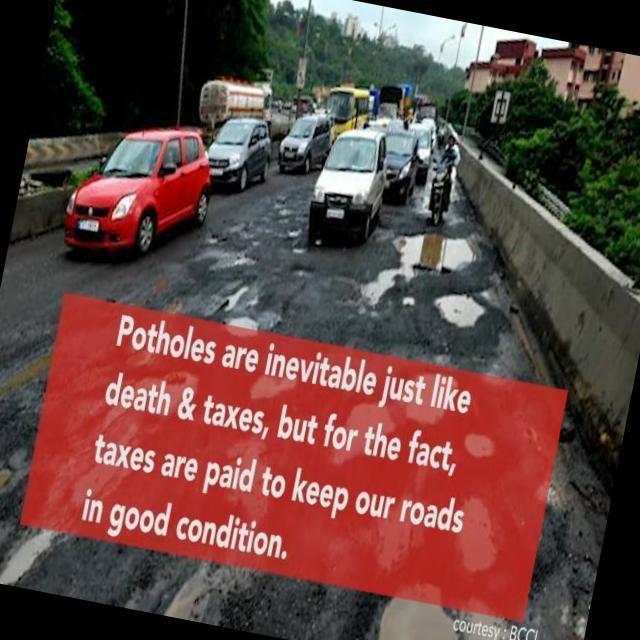 Potholes are inevitable just like
death & taxes, but for the fact,
taxes are paid to keep our roads
in good condition.
courtesy : BCCL